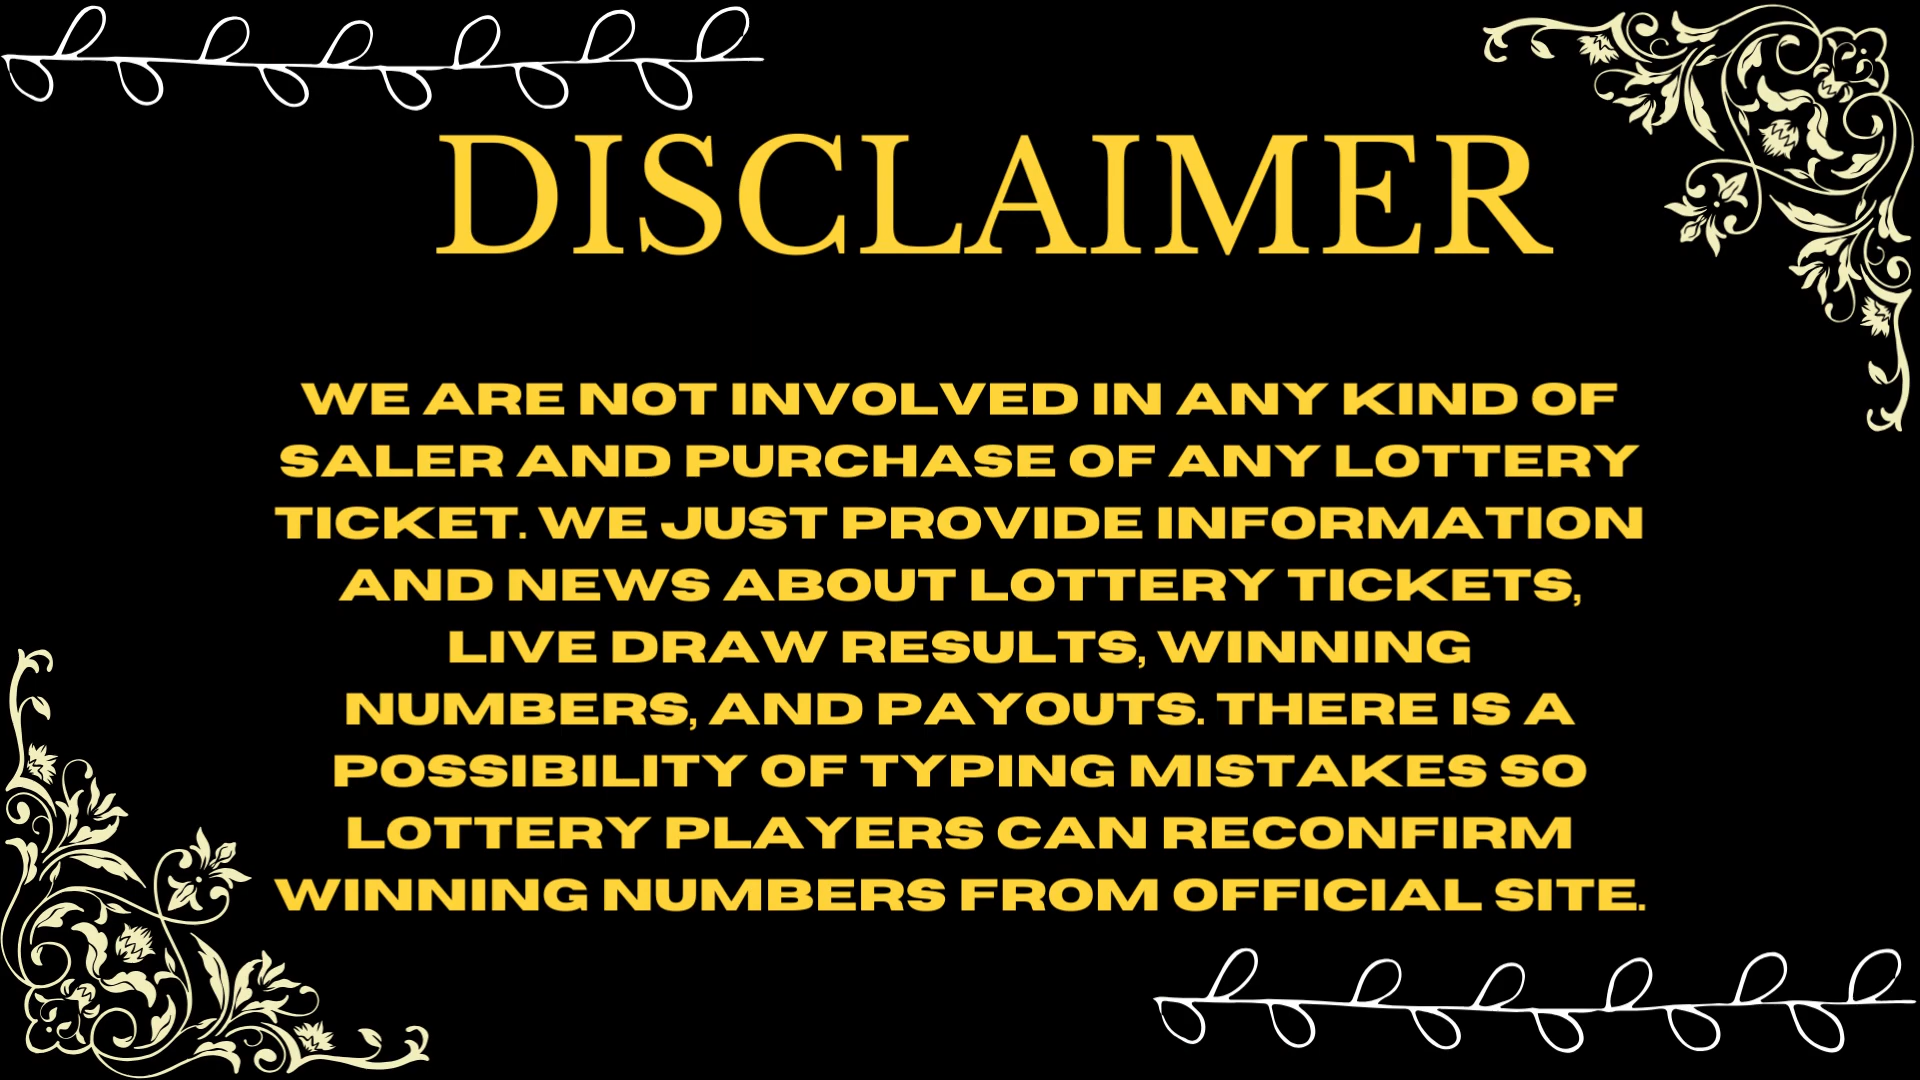 DISCLAIMER
WE ARE NOT INVOLVED IN ANY KIND OF
SALER AND PURCHASE OF ANY LOTTERY
TICKET. WE JUST PROVIDE INFORMATION
AND NEWS ABOUT LOTTERY TICKETS,
LIVE DRAW RESULTS, WINNING
NUMBERS, AND PAYOUTS. THERE IS A
POSSIBILITY OF TYPING MISTAKES SO
LOTTERY PLAYERS CAN RECONFIRM
WINNING NUMBERS FROM OFFICIAL SITE.